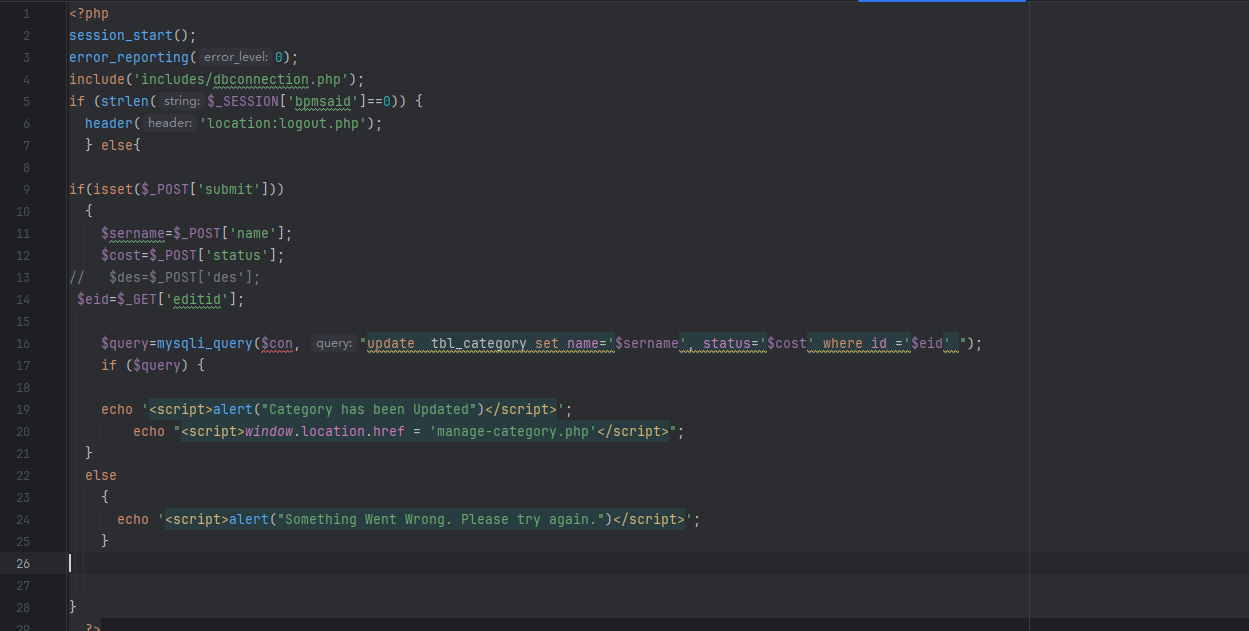 1 <?php
2 session_start();
3 error_reporting( error_level: 0);
4 include('includes/dbconnection.php');
5 if (strlen( string: $_SESSION['bpmsaid']==0)) {
6 header( header: 'location:logout.php');
7 } else{
8
9 if(isset($_POST['submit']))
10 {
11 $sername=$_POST['name'];
12 $cost=$_POST['status'];
13 // $des=$_POST['des'];
14 $eid=$_GET['editid'];
15
16 $query=mysqli_query($con, query: "update  tbl_category set name='$sername', status='$cost' where id ='$eid' ");
17 if ($query) {
18
19 echo '<script>alert("Category has been Updated")</script>';
20 echo "<script>window.location.href = 'manage-category.php'</script>";
21 }
22 else
23 {
24 echo '<script>alert("Something Went Wrong. Please try again.")</script>';
25 }
26
27
28 }
29 ?>